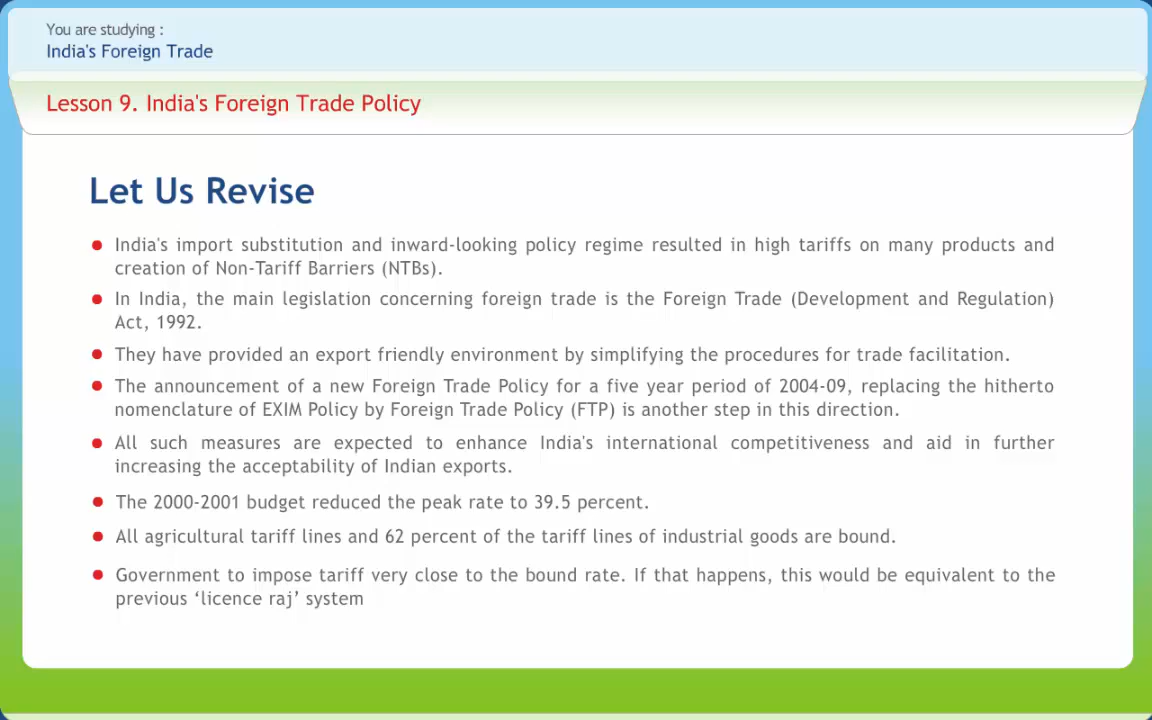 You are studying :
India's Foreign Trade
Lesson 9. India's Foreign Trade Policy
Let Us Revise
India's import substitution and inward-looking policy regime resulted in high tariffs on many products and
creation of Non-Tariff Barriers (NTBs).
In India, the main legislation concerning foreign trade is the Foreign Trade (Development and Regulation)
Act, 1992.
They have provided an export friendly environment by simplifying the procedures for trade facilitation.
The announcement of a new Foreign Trade Policy for a five year period of 2004-09, replacing the hitherto
nomenclature of EXIM Policy by Foreign Trade Policy (FTP) is another step in this direction.
All such measures are expected to enhance India's international competitiveness and aid in further
increasing the acceptability of Indian exports.
The 2000-2001 budget reduced the peak rate to 39.5 percent.
All agricultural tariff lines and 62 percent of the tariff lines of industrial goods are bound.
Government to impose tariff very close to the bound rate. If that happens, this would be equivalent to the
previous ‘licence raj’ system